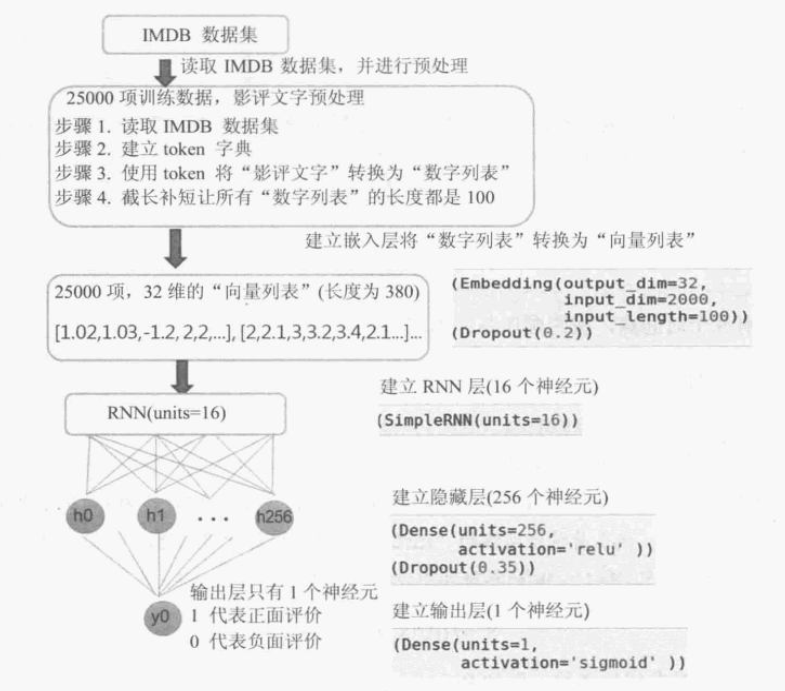 IMDB 数据集
读取 IMDB 数据集，并进行预处理
25000 项训练数据，影评文字预处理
步骤 1. 读取 IMDB 数据集
步骤 2. 建立 token 字典
步骤 3. 使用 token 将“影评文字”转换为“数字列表”
步骤 4. 截长补短让所有“数字列表”的长度都是 100
建立嵌入层将“数字列表”转换为“向量列表”
25000 项，32 维的“向量列表”(长度为 380)
[1.02,1.03,-1.2,2,2,...], [2,2.1,3,3.2,3.4,2.1...]...
(Embedding(output_dim=32,
input_dim=2000,
input_length=100))
(Dropout(0.2))
RNN(units=16)
建立 RNN 层(16 个神经元)
(SimpleRNN(units=16))
h0 h1 ... h256
建立隐藏层(256 个神经元)
(Dense(units=256,
activation='relu' ))
(Dropout(0.35))
输出层只有 1 个神经元
y0
1 代表正面评价
0 代表负面评价
建立输出层(1 个神经元)
(Dense(units=1,
activation='sigmoid' ))